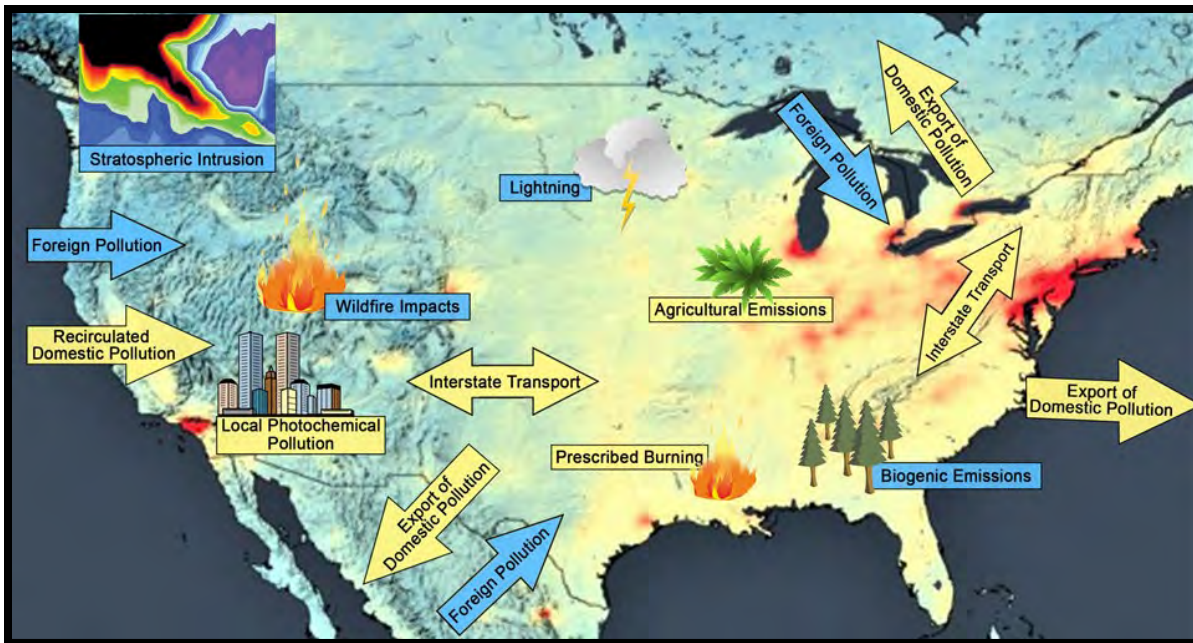 Stratospheric Intrusion
Export of
Domestic Pollution
Foreign Pollution
Lightning
Foreign Pollution
Wildfire Impacts
Agricultural Emissions
Interstate Transport
Recirculated
Domestic Pollution
Interstate Transport
Export of
Domestic Pollution
Local Photochemical
Pollution
Prescribed Burning
Biogenic Emissions
Export of
Domestic Pollution
Foreign Pollution